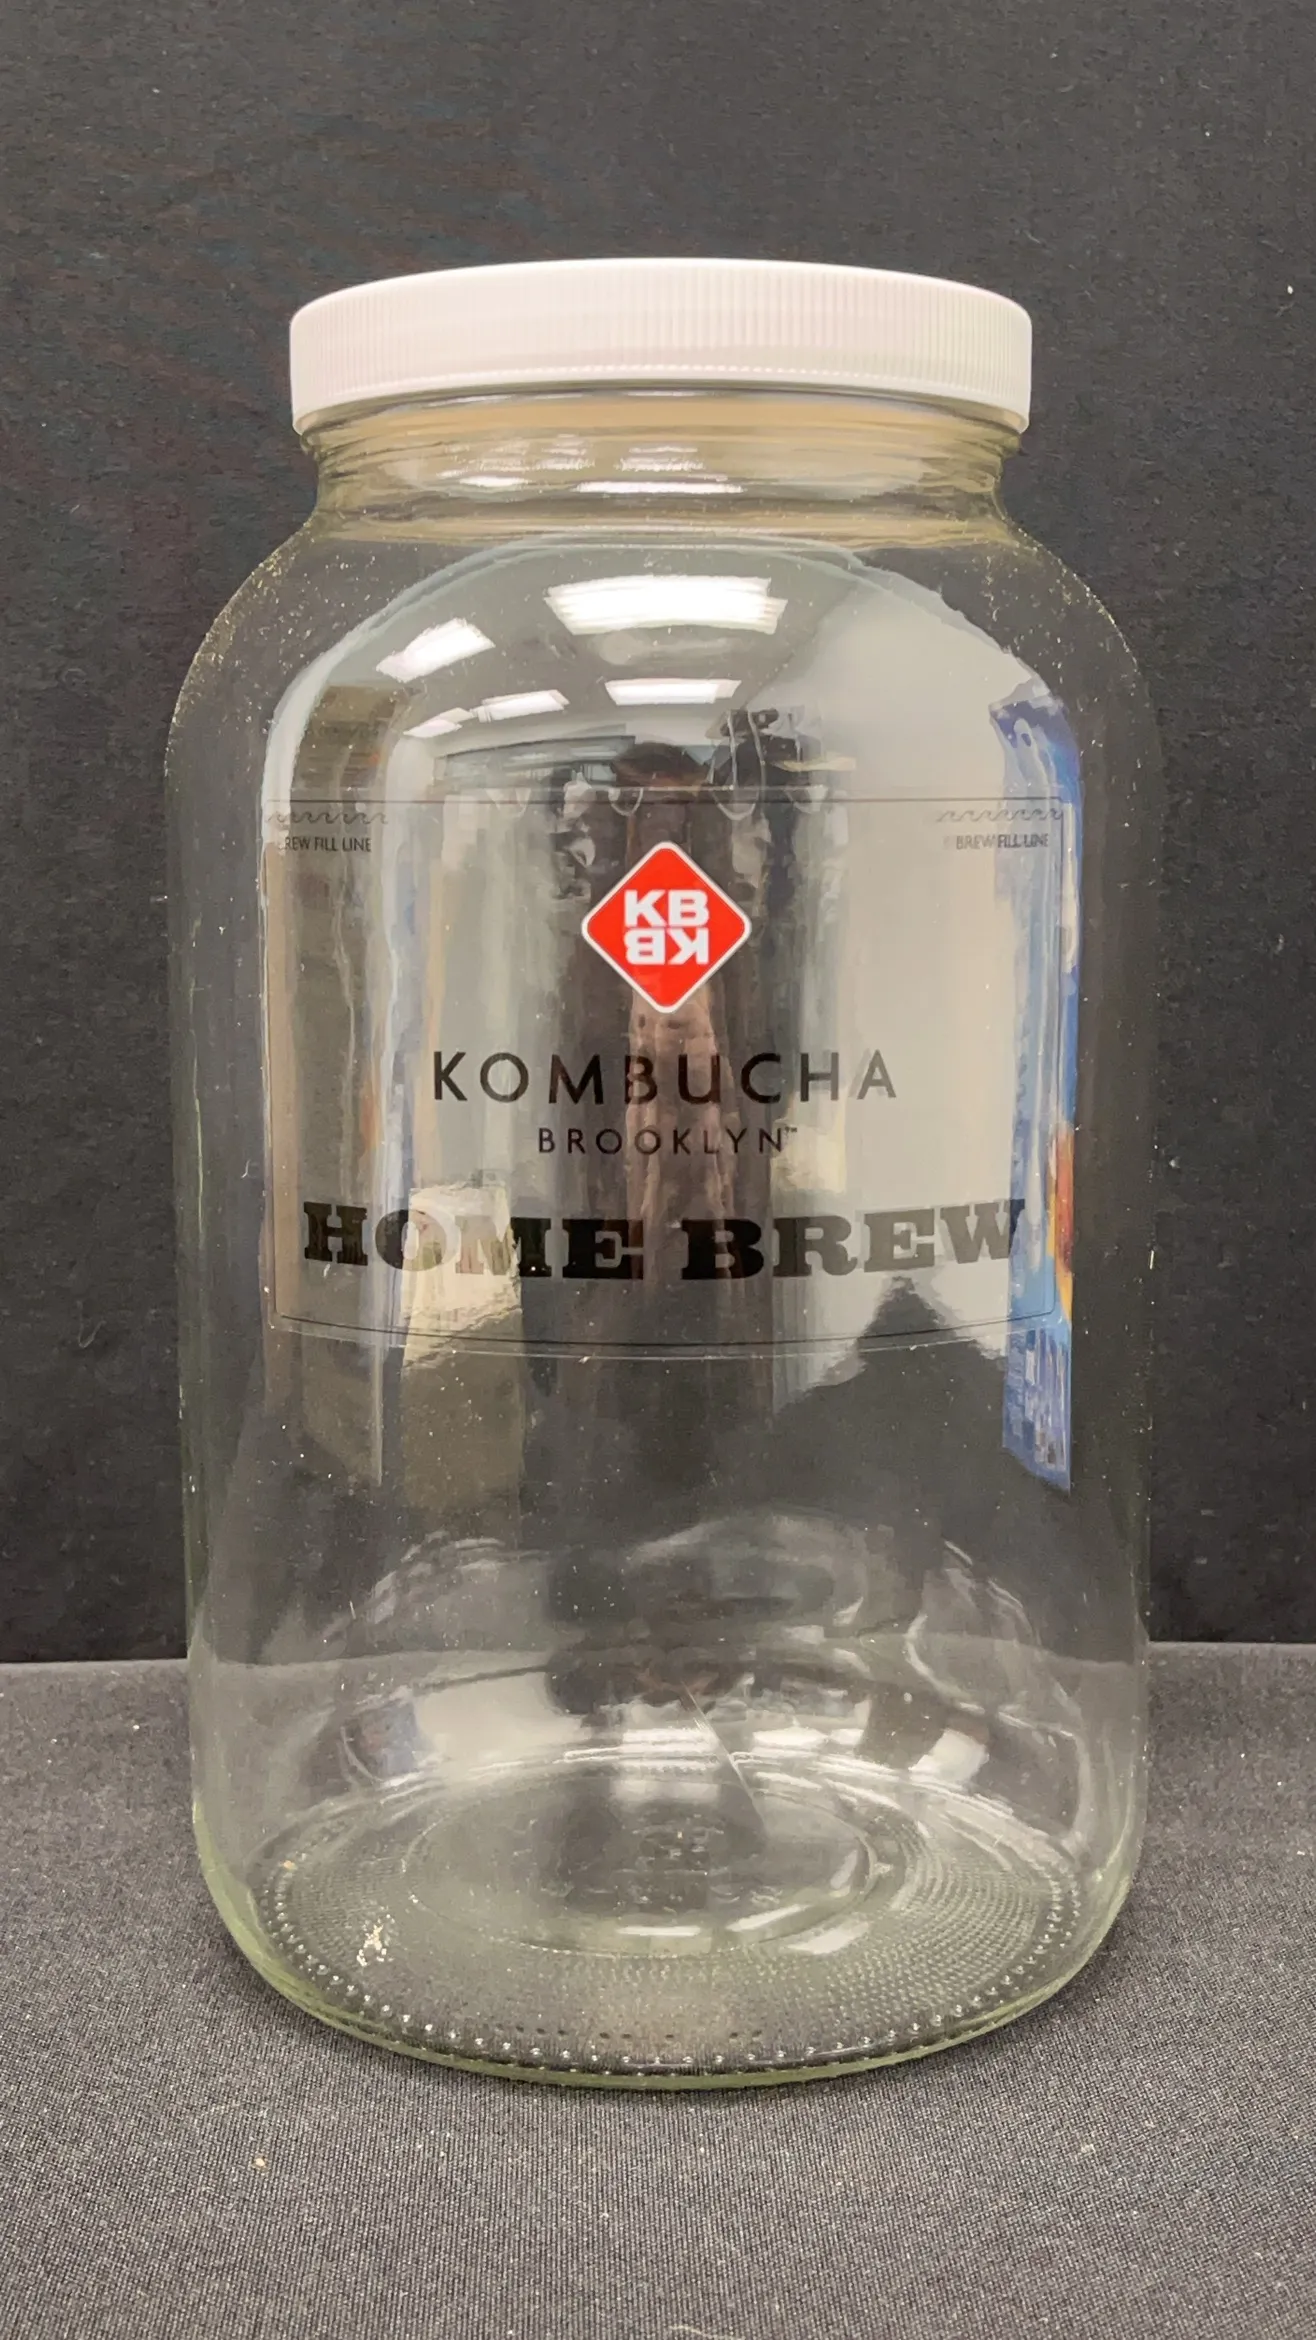 BREW FILL LINE
BREW FILL LINE
KB
KB
KOMBUCHA
BROOKLYN™
HOME BREW